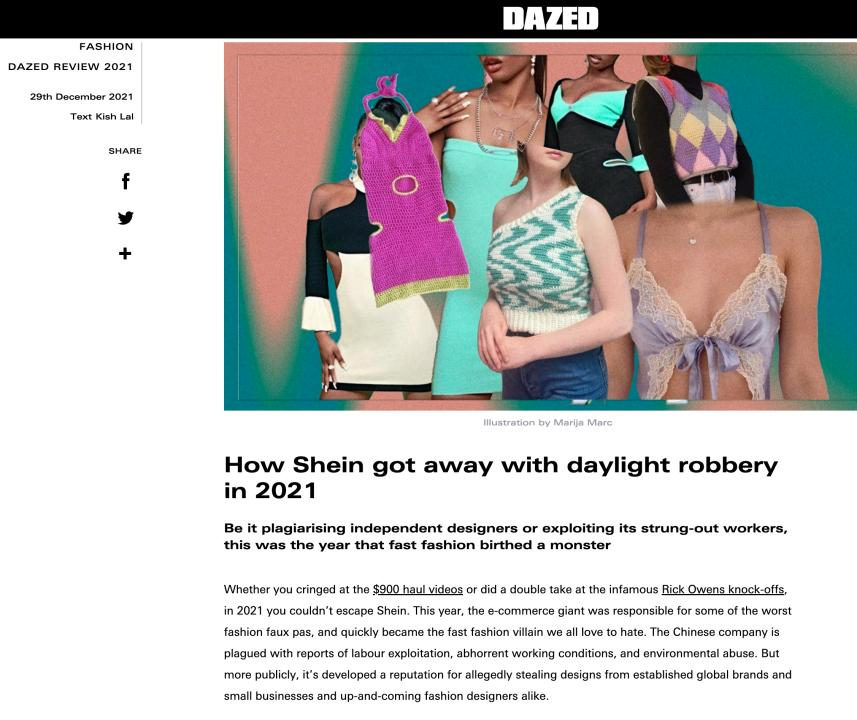 DAZED
FASHION
DAZED REVIEW 2021
29th December 2021
Text Kish Lal
SHARE
Illustration by Marija Marc
How Shein got away with daylight robbery
in 2021
Be it plagiarising independent designers or exploiting its strung-out workers,
this was the year that fast fashion birthed a monster
Whether you cringed at the $900 haul videos or did a double take at the infamous Rick Owens knock-offs,
in 2021 you couldn’t escape Shein. This year, the e-commerce giant was responsible for some of the worst
fashion faux pas, and quickly became the fast fashion villain we all love to hate. The Chinese company is
plagued with reports of labour exploitation, abhorrent working conditions, and environmental abuse. But
more publicly, it’s developed a reputation for allegedly stealing designs from established global brands and
small businesses and up-and-coming fashion designers alike.